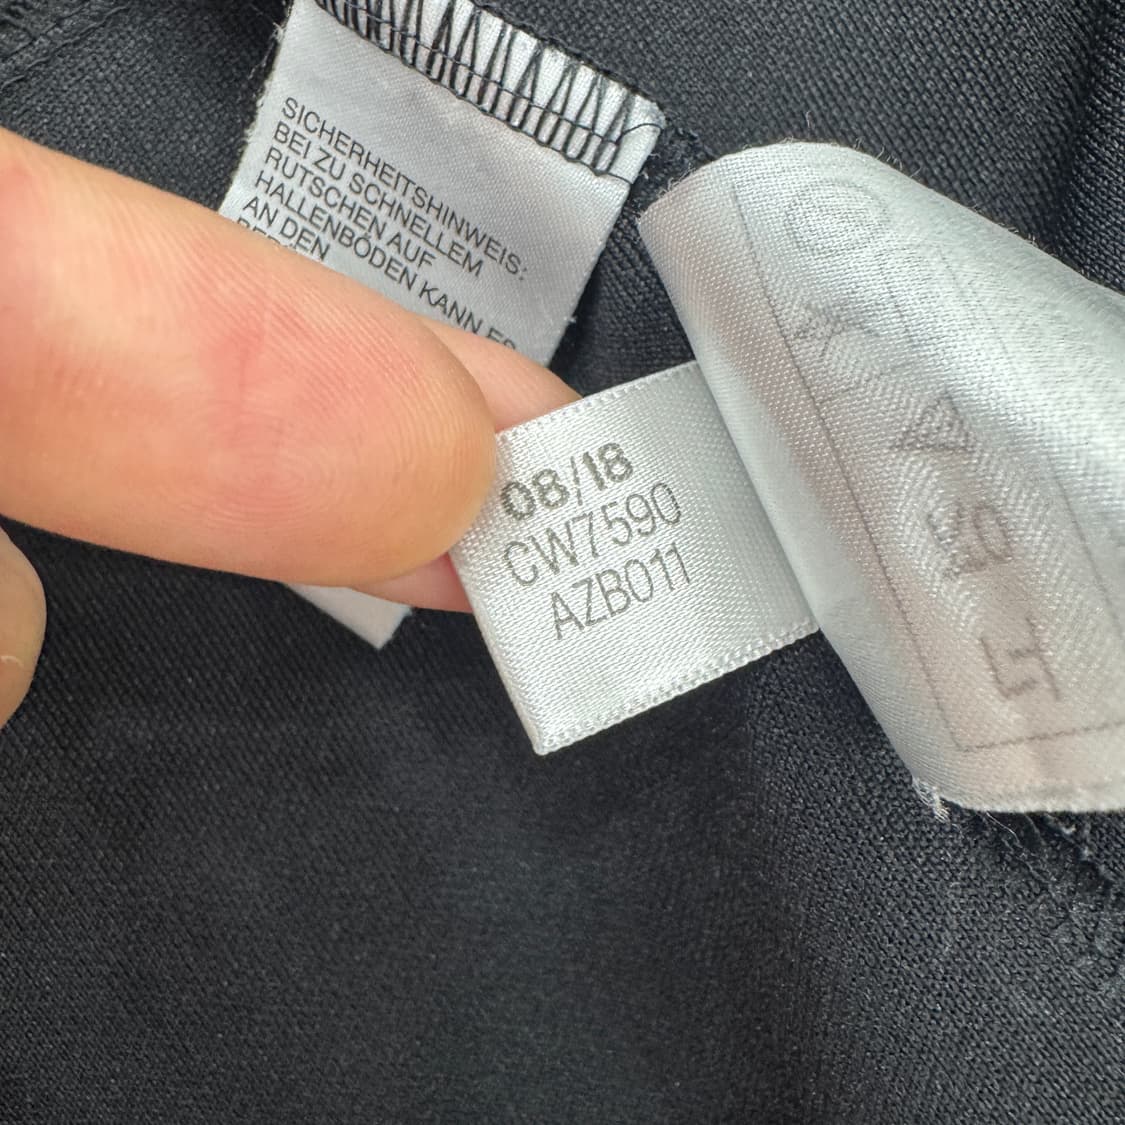 SICHERHEITSHINWEIS:
BEI ZU SCHNELLEM
RUTSCHEN AUF
HALLENBÖDEN KANN ES
AN DEN
08/18
CW7590
AZB011